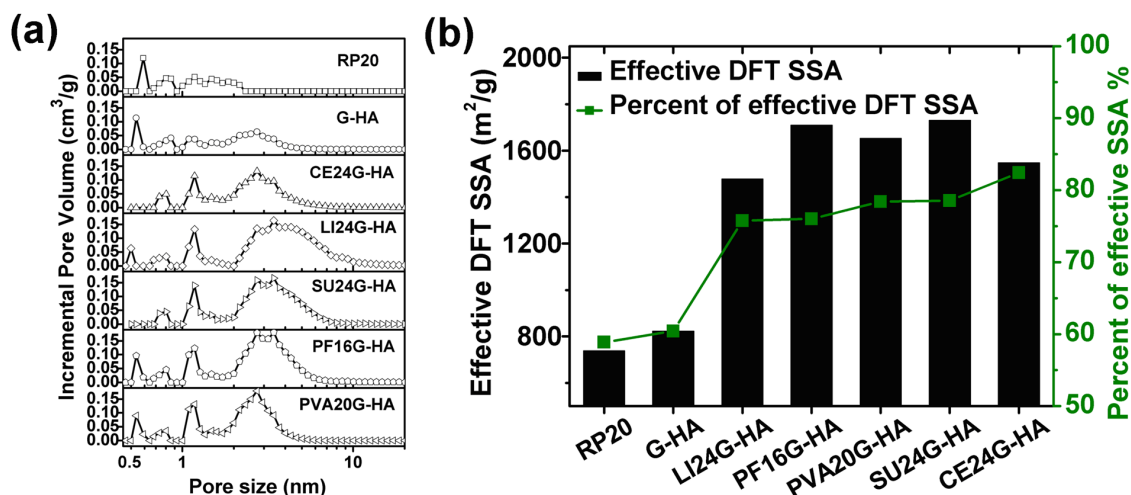 (a)
Incremental Pore Volume (cm³/g)
0.15
0.10
0.05
0.00
RP20
0.15
0.10
0.05
0.00
G-HA
0.15
0.10
0.05
0.00
CE24G-HA
0.15
0.10
0.05
0.00
LI24G-HA
0.15
0.10
0.05
0.00
SU24G-HA
0.15
0.10
0.05
0.00
PF16G-HA
0.15
0.10
0.05
0.00
PVA20G-HA
0.5 1 10
Pore size (nm)
(b)
Effective DFT SSA (m²/g)
2000
1600
1200
800
Effective DFT SSA
Percent of effective DFT SSA
100
90
80
70
60
50
Percent of effective SSA %
RP20
G-HA
LI24G-HA
PF16G-HA
PVA20G-HA
SU24G-HA
CE24G-HA